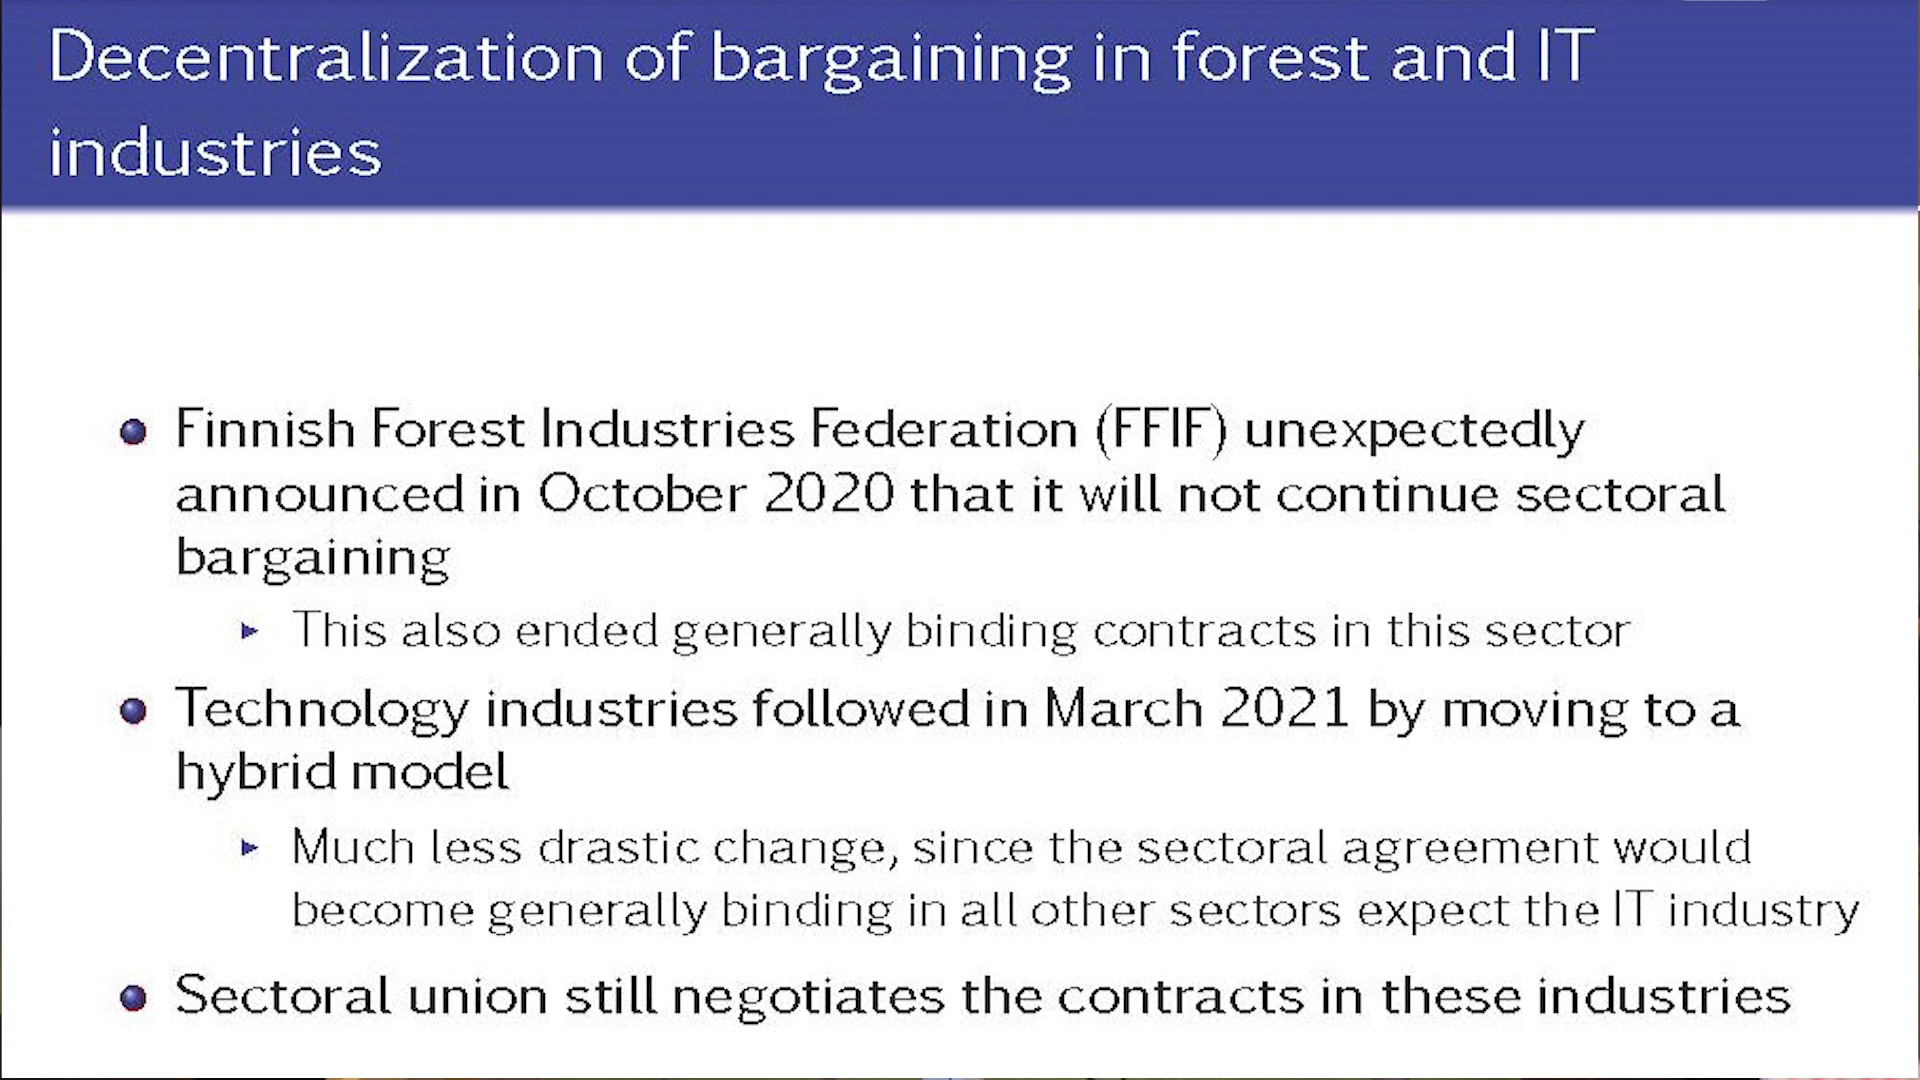 Decentralization of bargaining in forest and IT
industries
Finnish Forest Industries Federation (FFIF) unexpectedly
announced in October 2020 that it will not continue sectoral
bargaining
This also ended generally binding contracts in this sector
Technology industries followed in March 2021 by moving to a
hybrid model
Much less drastic change, since the sectoral agreement would
become generally binding in all other sectors expect the IT industry
Sectoral union still negotiates the contracts in these industries